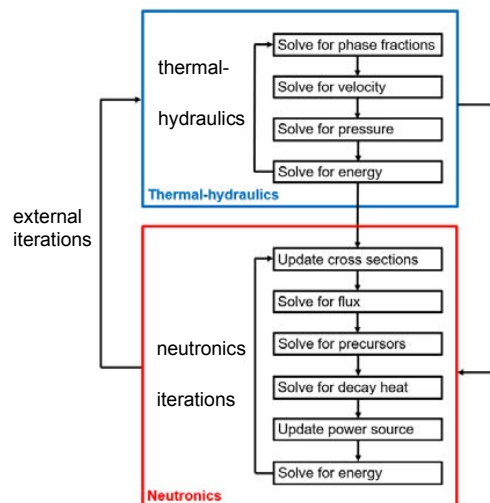 thermal-
hydraulics
Solve for phase fractions
Solve for velocity
Solve for pressure
Solve for energy
Thermal-hydraulics
external
iterations
neutronics
iterations
Update cross sections
Solve for flux
Solve for precursors
Solve for decay heat
Update power source
Solve for energy
Neutronics